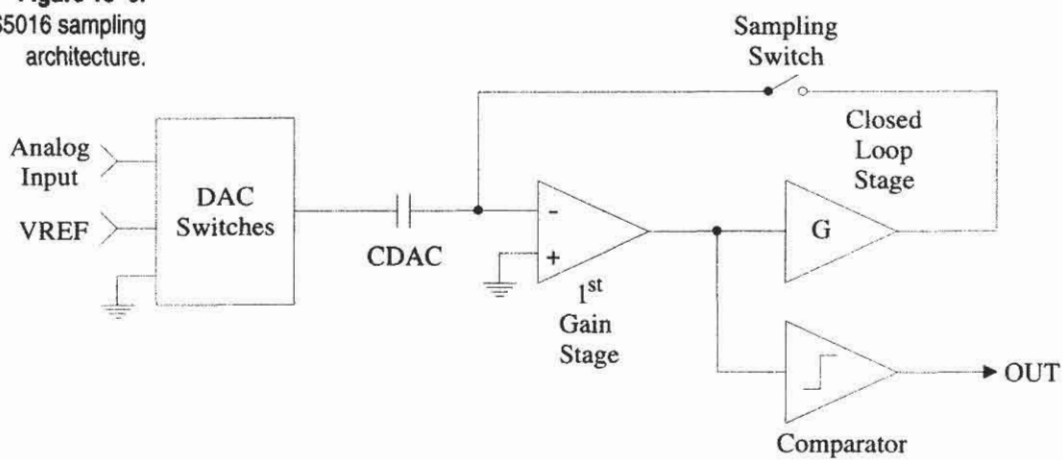 S5016 sampling
architecture.
Sampling
Switch
Closed
Loop
Stage
Analog
Input
VREF
DAC
Switches
CDAC
-
+
1st
Gain
Stage
G
OUT
Comparator